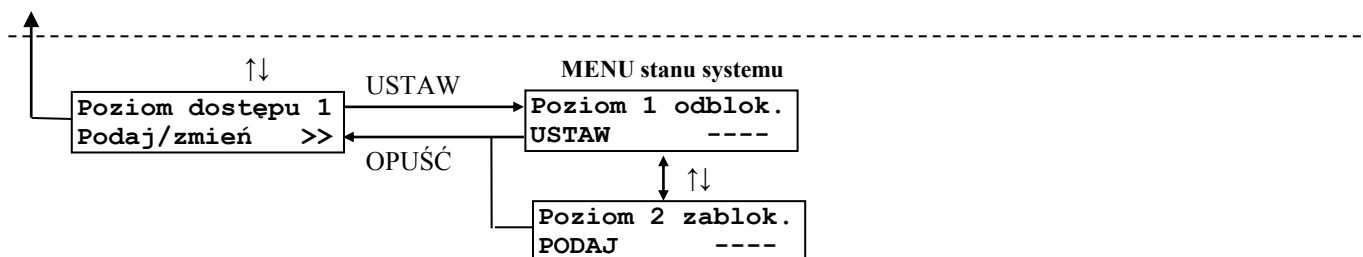 ↑↓
MENU stanu systemu
USTAW
Poziom dostępu 1
Podaj/zmień >>
Poziom 1 odblok.
USTAW ----
OPUŚĆ
↑↓
Poziom 2 zablok.
PODAJ ----